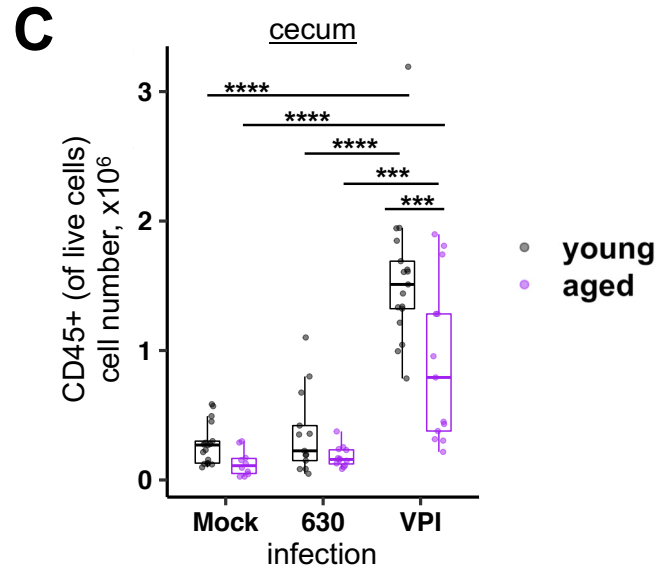 C
cecum
CD45+ (of live cells)
cell number, x10⁶
3
2
1
0
****
****
****
***
***
young
aged
Mock 630 VPI
infection